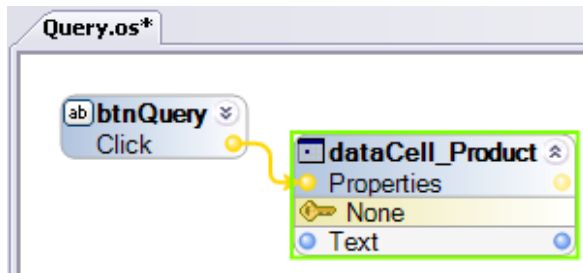 Query.os*
ab btnQuery
Click
dataCell_Product
Properties
None
Text